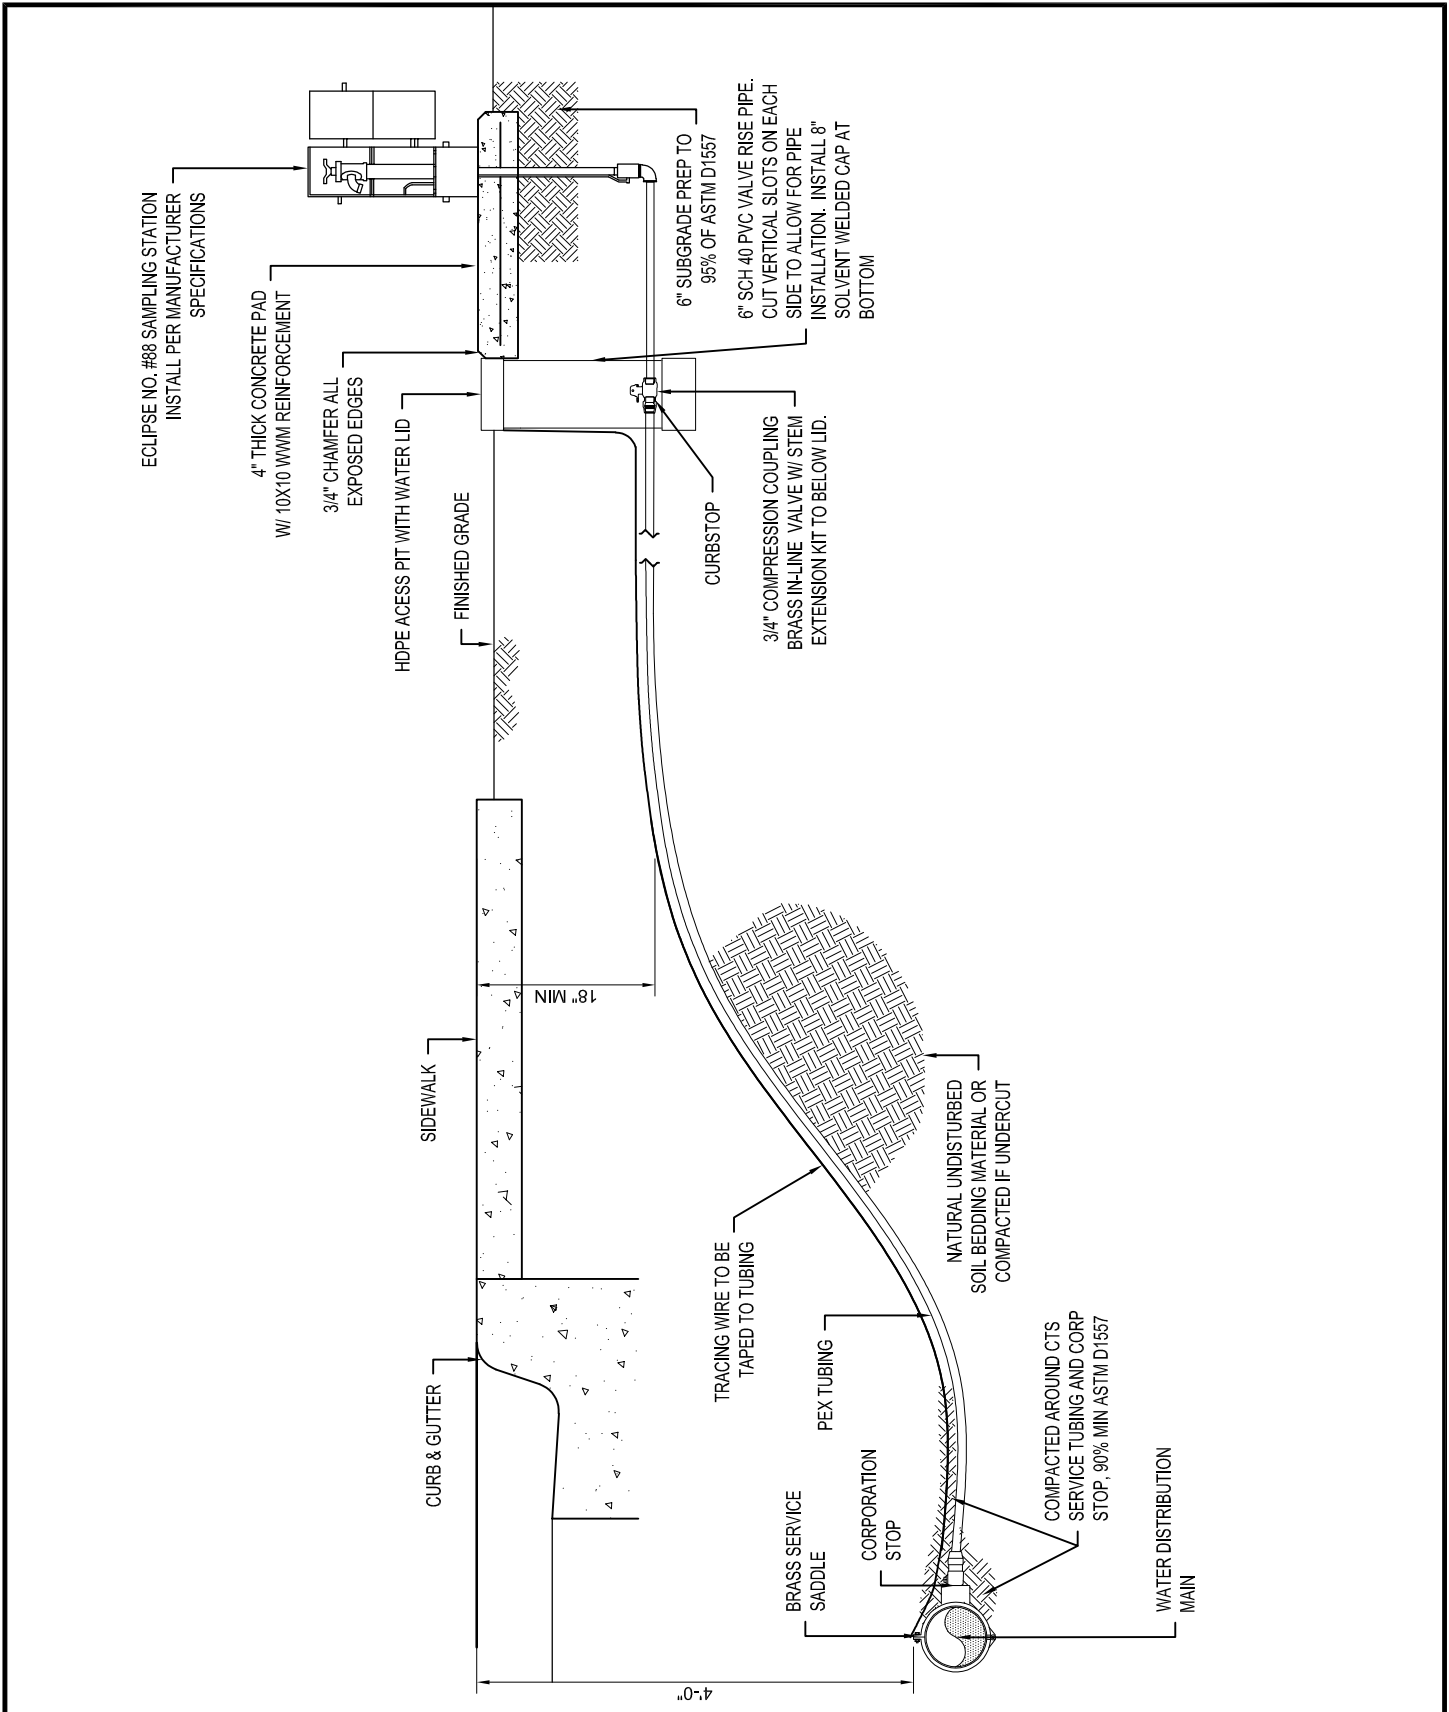 ECLIPSE NO. #88 SAMPLING STATION
INSTALL PER MANUFACTURER
SPECIFICATIONS
4" THICK CONCRETE PAD
W/ 10X10 WWM REINFORCEMENT
3/4" CHAMFER ALL
EXPOSED EDGES
HDPE ACESS PIT WITH WATER LID
FINISHED GRADE
SIDEWALK
CURB & GUTTER
6" SUBGRADE PREP TO
95% OF ASTM D1557
6" SCH 40 PVC VALVE RISE PIPE.
CUT VERTICAL SLOTS ON EACH
SIDE TO ALLOW FOR PIPE
INSTALLATION. INSTALL 8"
SOLVENT WELDED CAP AT
BOTTOM
CURBSTOP
3/4" COMPRESSION COUPLING
BRASS IN-LINE VALVE W/ STEM
EXTENSION KIT TO BELOW LID.
18" MIN
NATURAL UNDISTURBED
SOIL BEDDING MATERIAL OR
COMPACTED IF UNDERCUT
TRACING WIRE TO BE
TAPED TO TUBING
PEX TUBING
CORPORATION
STOP
BRASS SERVICE
SADDLE
COMPACTED AROUND CTS
SERVICE TUBING AND CORP
STOP, 90% MIN ASTM D1557
WATER DISTRIBUTION
MAIN
4'-0"